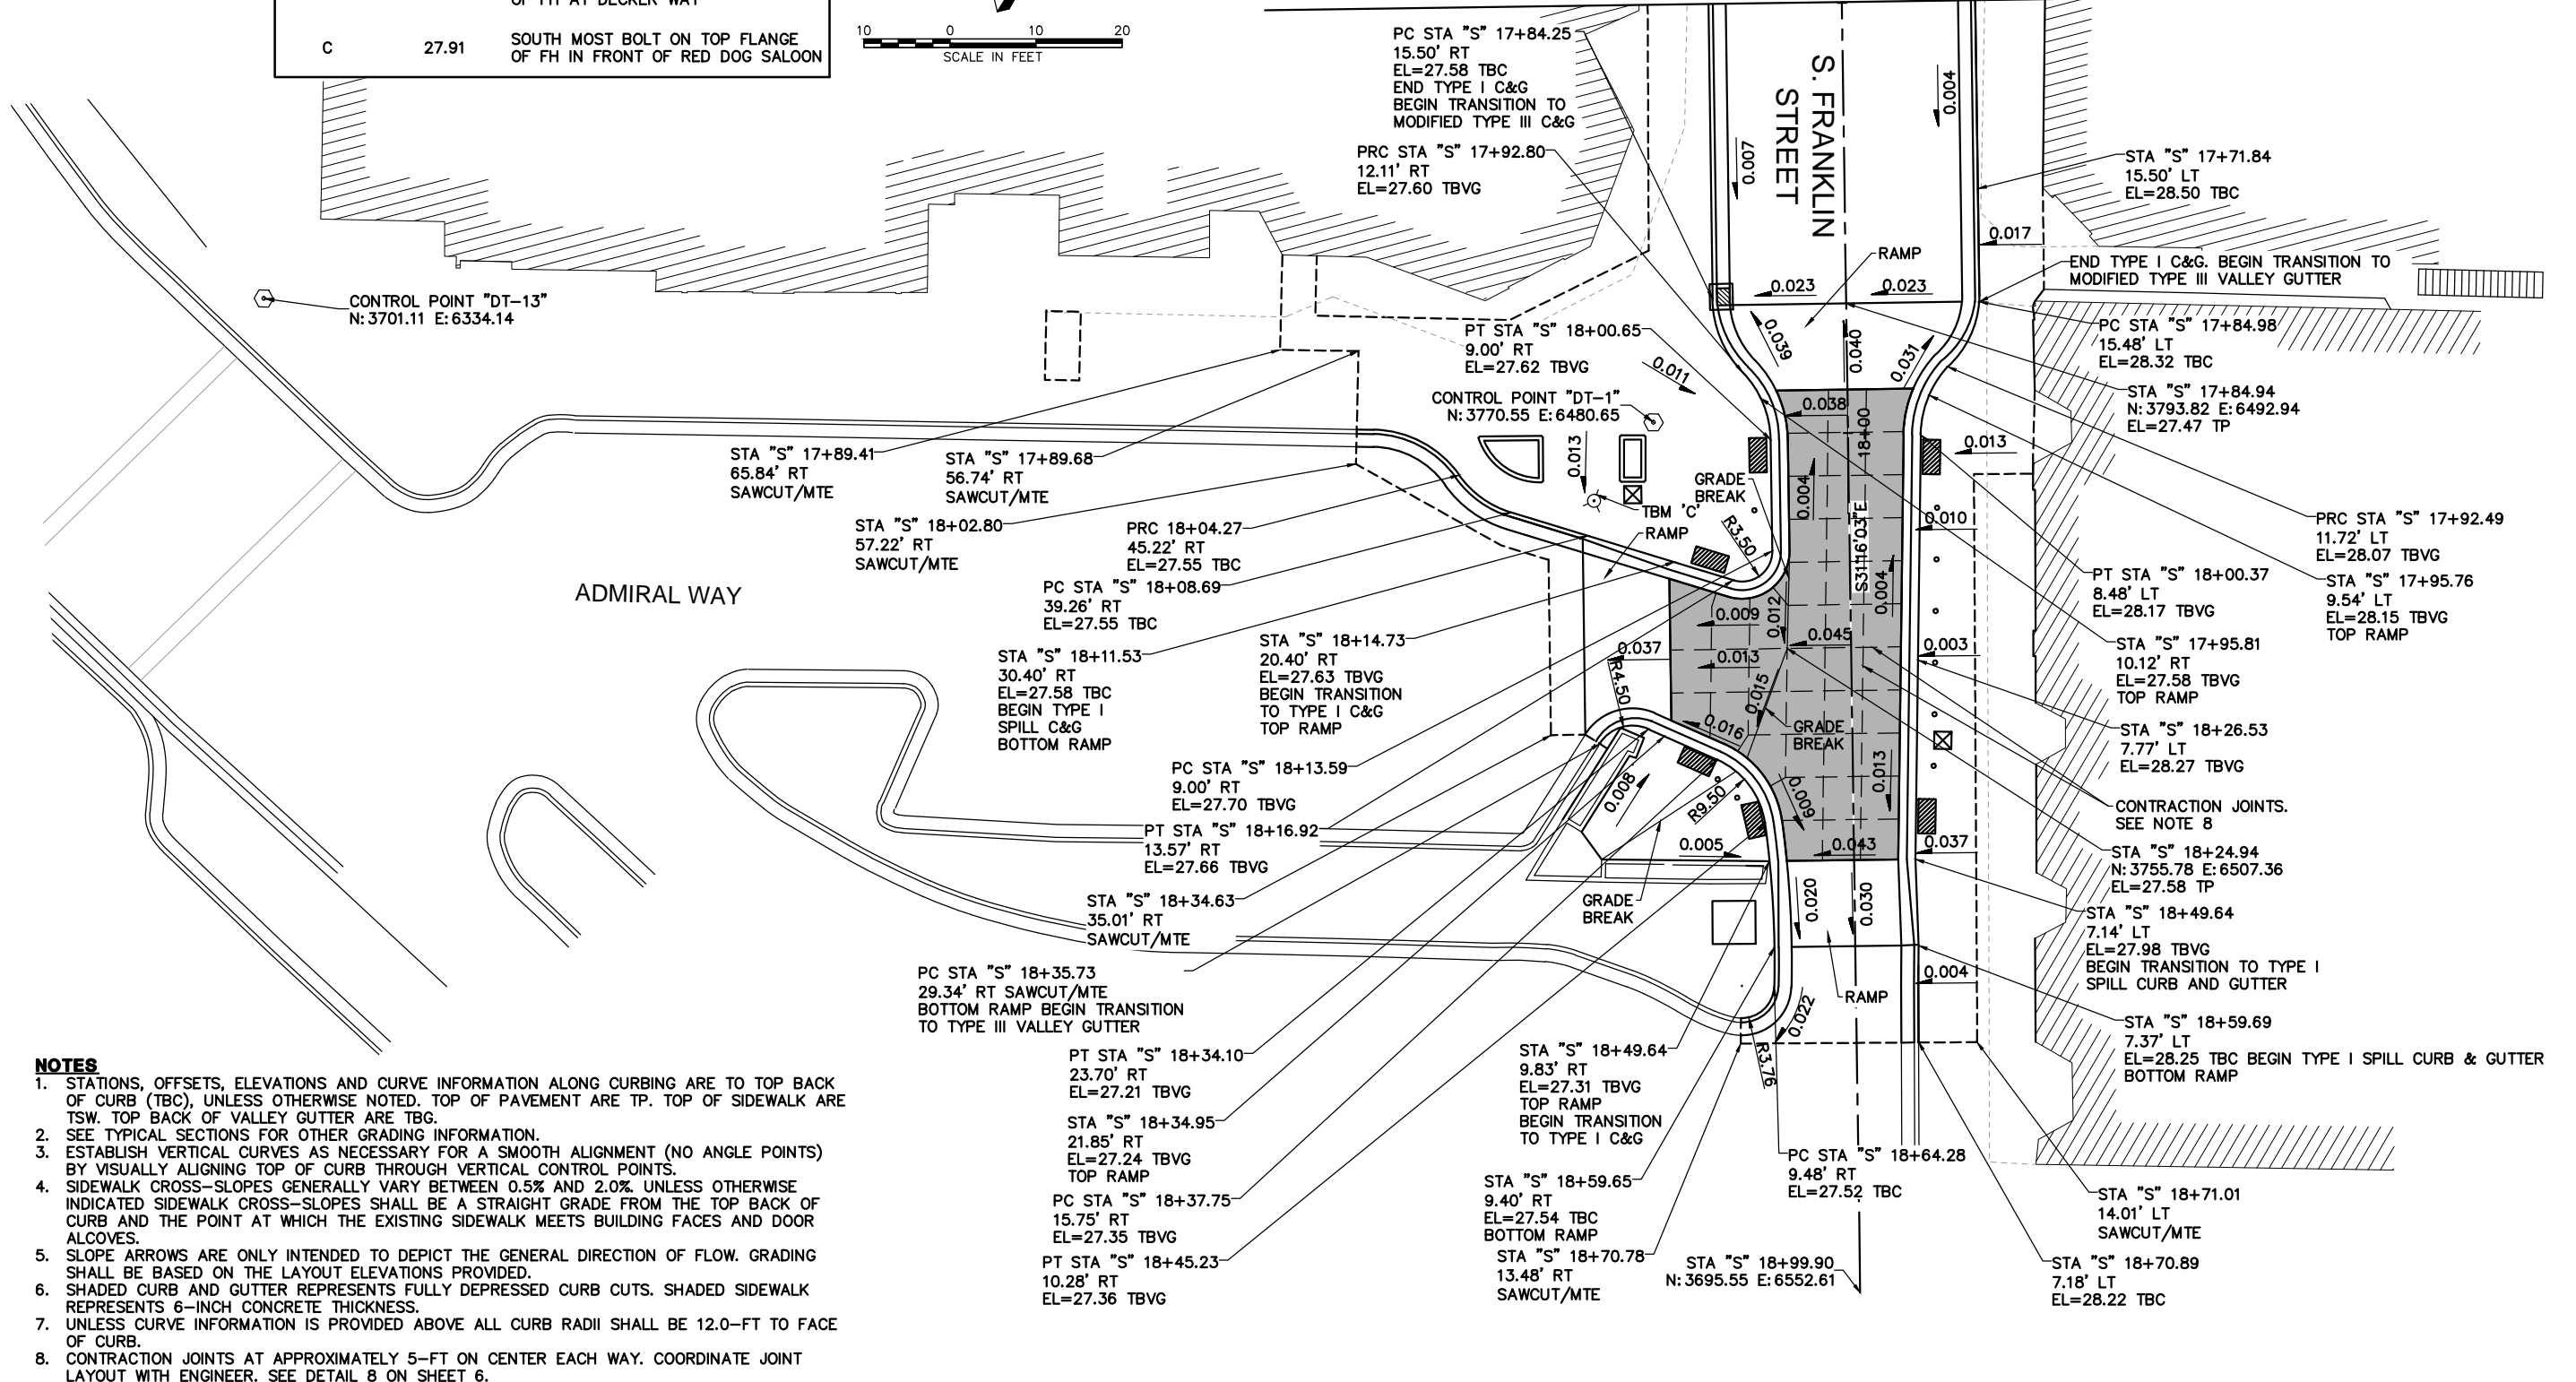 C 27.91 SOUTH MOST BOLT ON TOP FLANGE
OF FH IN FRONT OF RED DOG SALOON
10 0 10 20
SCALE IN FEET
PC STA "S" 17+84.25
15.50' RT
EL=27.58 TBC
END TYPE I C&G
BEGIN TRANSITION TO
MODIFIED TYPE III C&G
PRC STA "S" 17+92.80
12.11' RT
EL=27.60 TBVG
S. FRANKLIN
STREET
0.004
0.007
STA "S" 17+71.84
15.50' LT
EL=28.50 TBC
0.017
RAMP
END TYPE I C&G. BEGIN TRANSITION TO
MODIFIED TYPE III VALLEY GUTTER
0.023
0.023
CONTROL POINT "DT-13"
N: 3701.11 E: 6334.14
PT STA "S" 18+00.65
9.00' RT
EL=27.62 TBVG
0.039
0.040
0.031
PC STA "S" 17+84.98
15.48' LT
EL=28.32 TBC
0.011
CONTROL POINT "DT-1"
N: 3770.55 E: 6480.65
STA "S" 17+84.94
N: 3793.82 E: 6492.94
EL=27.47 TP
0.038
18+00
0.013
0.013
STA "S" 17+89.41
65.84' RT
SAWCUT/MTE
STA "S" 17+89.68
56.74' RT
SAWCUT/MTE
GRADE
BREAK
0.004
TBM 'C'
RAMP
R3.50
S31°16'03"E
0.010
STA "S" 18+02.80
57.22' RT
SAWCUT/MTE
PRC 18+04.27
45.22' RT
EL=27.55 TBC
PRC STA "S" 17+92.49
11.72' LT
EL=28.07 TBVG
ADMIRAL WAY
PC STA "S" 18+08.69
39.26' RT
EL=27.55 TBC
0.004
PT STA "S" 18+00.37
8.48' LT
EL=28.17 TBVG
STA "S" 17+95.76
9.54' LT
EL=28.15 TBVG
TOP RAMP
0.009
0.012
0.045
STA "S" 18+11.53
30.40' RT
EL=27.58 TBC
BEGIN TYPE I
SPILL C&G
BOTTOM RAMP
STA "S" 18+14.73
20.40' RT
EL=27.63 TBVG
BEGIN TRANSITION
TO TYPE I C&G
TOP RAMP
0.037
0.013
0.003
R4.50
0.015
STA "S" 17+95.81
10.12' RT
EL=27.58 TBVG
TOP RAMP
0.016
GRADE
BREAK
STA "S" 18+26.53
7.77' LT
EL=28.27 TBVG
PC STA "S" 18+13.59
9.00' RT
EL=27.70 TBVG
0.008
R9.50
0.009
0.013
CONTRACTION JOINTS.
SEE NOTE 8
PT STA "S" 18+16.92
13.57' RT
EL=27.66 TBVG
0.005
0.043
0.037
STA "S" 18+24.94
N: 3755.78 E: 6507.36
EL=27.58 TP
STA "S" 18+34.63
35.01' RT
SAWCUT/MTE
GRADE
BREAK
0.020
0.030
STA "S" 18+49.64
7.14' LT
EL=27.98 TBVG
BEGIN TRANSITION TO TYPE I
SPILL CURB AND GUTTER
PC STA "S" 18+35.73
29.34' RT SAWCUT/MTE
BOTTOM RAMP BEGIN TRANSITION
TO TYPE III VALLEY GUTTER
0.004
RAMP
0.022
STA "S" 18+59.69
7.37' LT
EL=28.25 TBC BEGIN TYPE I SPILL CURB & GUTTER
BOTTOM RAMP
PT STA "S" 18+34.10
23.70' RT
EL=27.21 TBVG
STA "S" 18+49.64
9.83' RT
EL=27.31 TBVG
TOP RAMP
BEGIN TRANSITION
TO TYPE I C&G
R3.76
STA "S" 18+34.95
21.85' RT
EL=27.24 TBVG
TOP RAMP
PC STA "S" 18+64.28
9.48' RT
EL=27.52 TBC
PC STA "S" 18+37.75
15.75' RT
EL=27.35 TBVG
STA "S" 18+59.65
9.40' RT
EL=27.54 TBC
BOTTOM RAMP
STA "S" 18+71.01
14.01' LT
SAWCUT/MTE
PT STA "S" 18+45.23
10.28' RT
EL=27.36 TBVG
STA "S" 18+70.78
13.48' RT
SAWCUT/MTE
STA "S" 18+99.90
N: 3695.55 E: 6552.61
STA "S" 18+70.89
7.18' LT
EL=28.22 TBC
NOTES
1. STATIONS, OFFSETS, ELEVATIONS AND CURVE INFORMATION ALONG CURBING ARE TO TOP BACK
OF CURB (TBC), UNLESS OTHERWISE NOTED. TOP OF PAVEMENT ARE TP. TOP OF SIDEWALK ARE
TSW. TOP BACK OF VALLEY GUTTER ARE TBG.
2. SEE TYPICAL SECTIONS FOR OTHER GRADING INFORMATION.
3. ESTABLISH VERTICAL CURVES AS NECESSARY FOR A SMOOTH ALIGNMENT (NO ANGLE POINTS)
BY VISUALLY ALIGNING TOP OF CURB THROUGH VERTICAL CONTROL POINTS.
4. SIDEWALK CROSS-SLOPES GENERALLY VARY BETWEEN 0.5% AND 2.0%. UNLESS OTHERWISE
INDICATED SIDEWALK CROSS-SLOPES SHALL BE A STRAIGHT GRADE FROM THE TOP BACK OF
CURB AND THE POINT AT WHICH THE EXISTING SIDEWALK MEETS BUILDING FACES AND DOOR
ALCOVES.
5. SLOPE ARROWS ARE ONLY INTENDED TO DEPICT THE GENERAL DIRECTION OF FLOW. GRADING
SHALL BE BASED ON THE LAYOUT ELEVATIONS PROVIDED.
6. SHADED CURB AND GUTTER REPRESENTS FULLY DEPRESSED CURB CUTS. SHADED SIDEWALK
REPRESENTS 6-INCH CONCRETE THICKNESS.
7. UNLESS CURVE INFORMATION IS PROVIDED ABOVE ALL CURB RADII SHALL BE 12.0-FT TO FACE
OF CURB.
8. CONTRACTION JOINTS AT APPROXIMATELY 5-FT ON CENTER EACH WAY. COORDINATE JOINT
LAYOUT WITH ENGINEER. SEE DETAIL 8 ON SHEET 6.